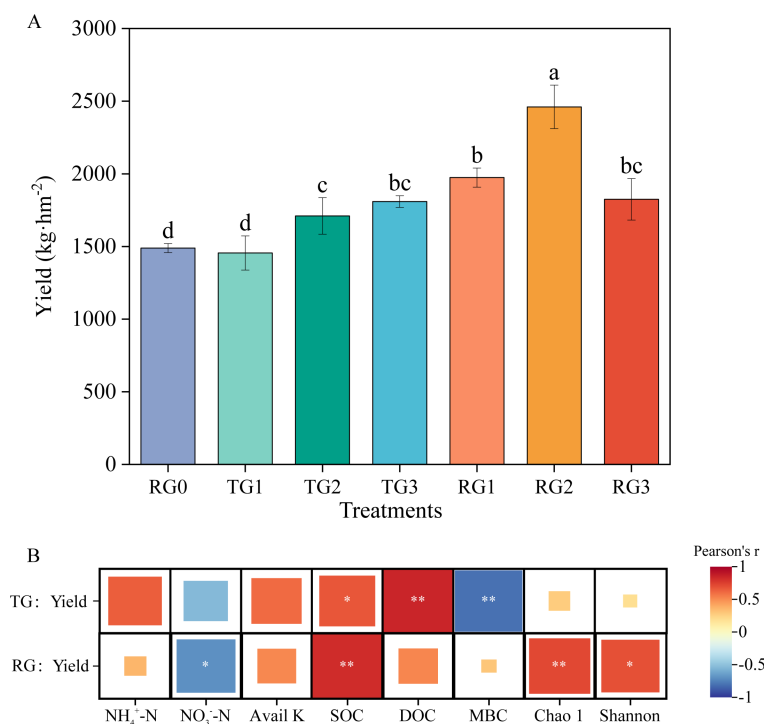 A
3000
2500
2000
1500
1000
500
0
Yield (kg·hm⁻²)
d
d
c
bc
b
a
bc
RG0 TG1 TG2 TG3 RG1 RG2 RG3
Treatments
B
Pearson's r
1
0.5
0
-0.5
-1
TG: Yield * ** **
RG: Yield * ** ** *
NH₄⁺-N NO₃⁻-N Avail K SOC DOC MBC Chao 1 Shannon